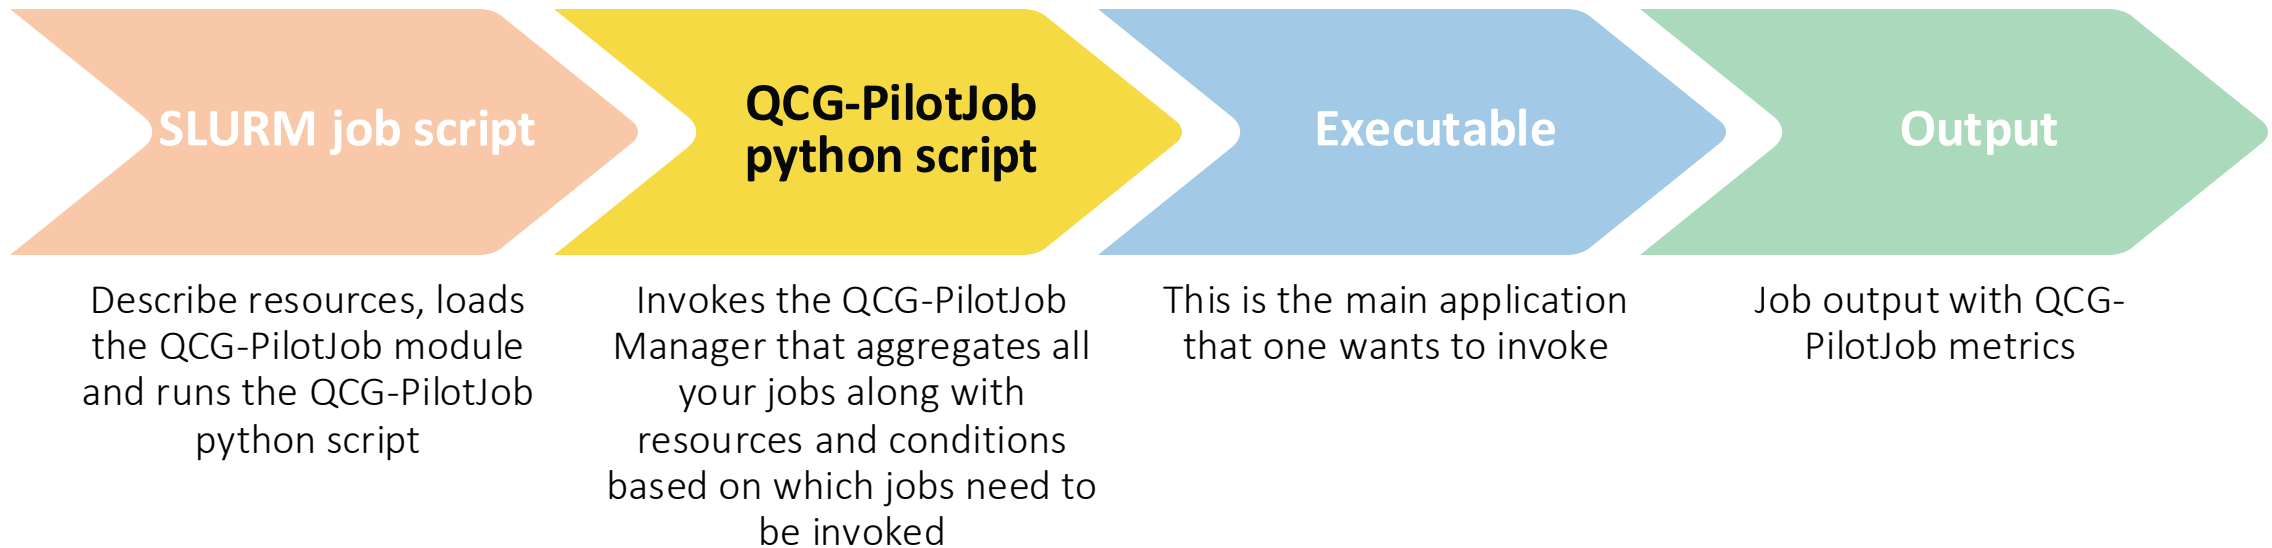 SLURM job script
QCG-PilotJob
python script
Executable
Output
Describe resources, loads
the QCG-PilotJob module
and runs the QCG-PilotJob
python script
Invokes the QCG-PilotJob
Manager that aggregates all
your jobs along with
resources and conditions
based on which jobs need to
be invoked
This is the main application
that one wants to invoke
Job output with QCG-
PilotJob metrics